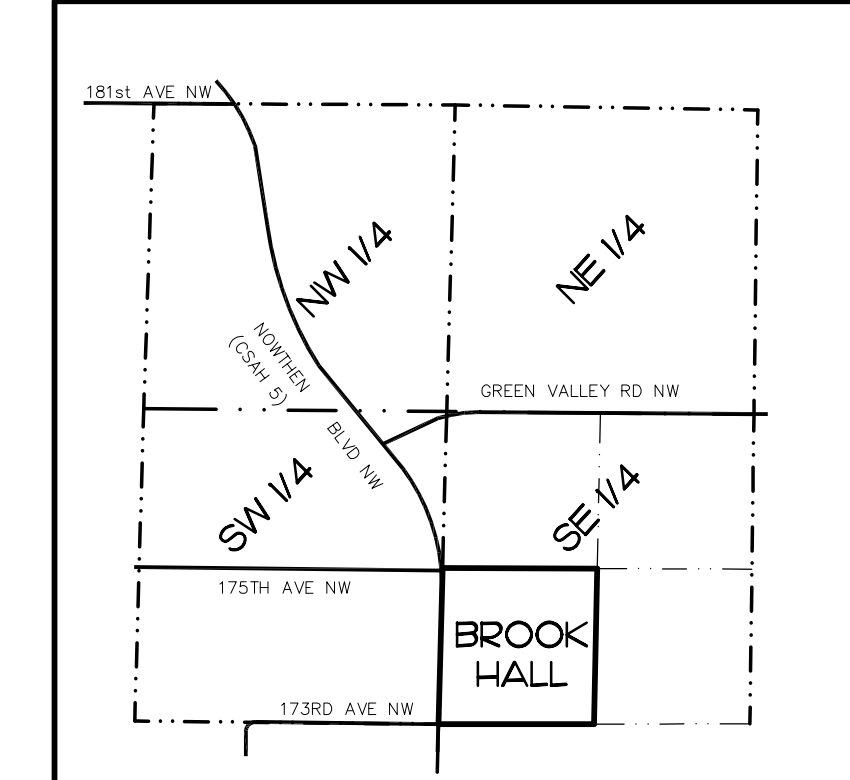 181st AVE NW
NW 1/4
NE 1/4
NOWTHEN
(CSAH 5)
BLVD NW
GREEN VALLEY RD NW
SW 1/4
SE 1/4
175TH AVE NW
BROOK
HALL
173RD AVE NW